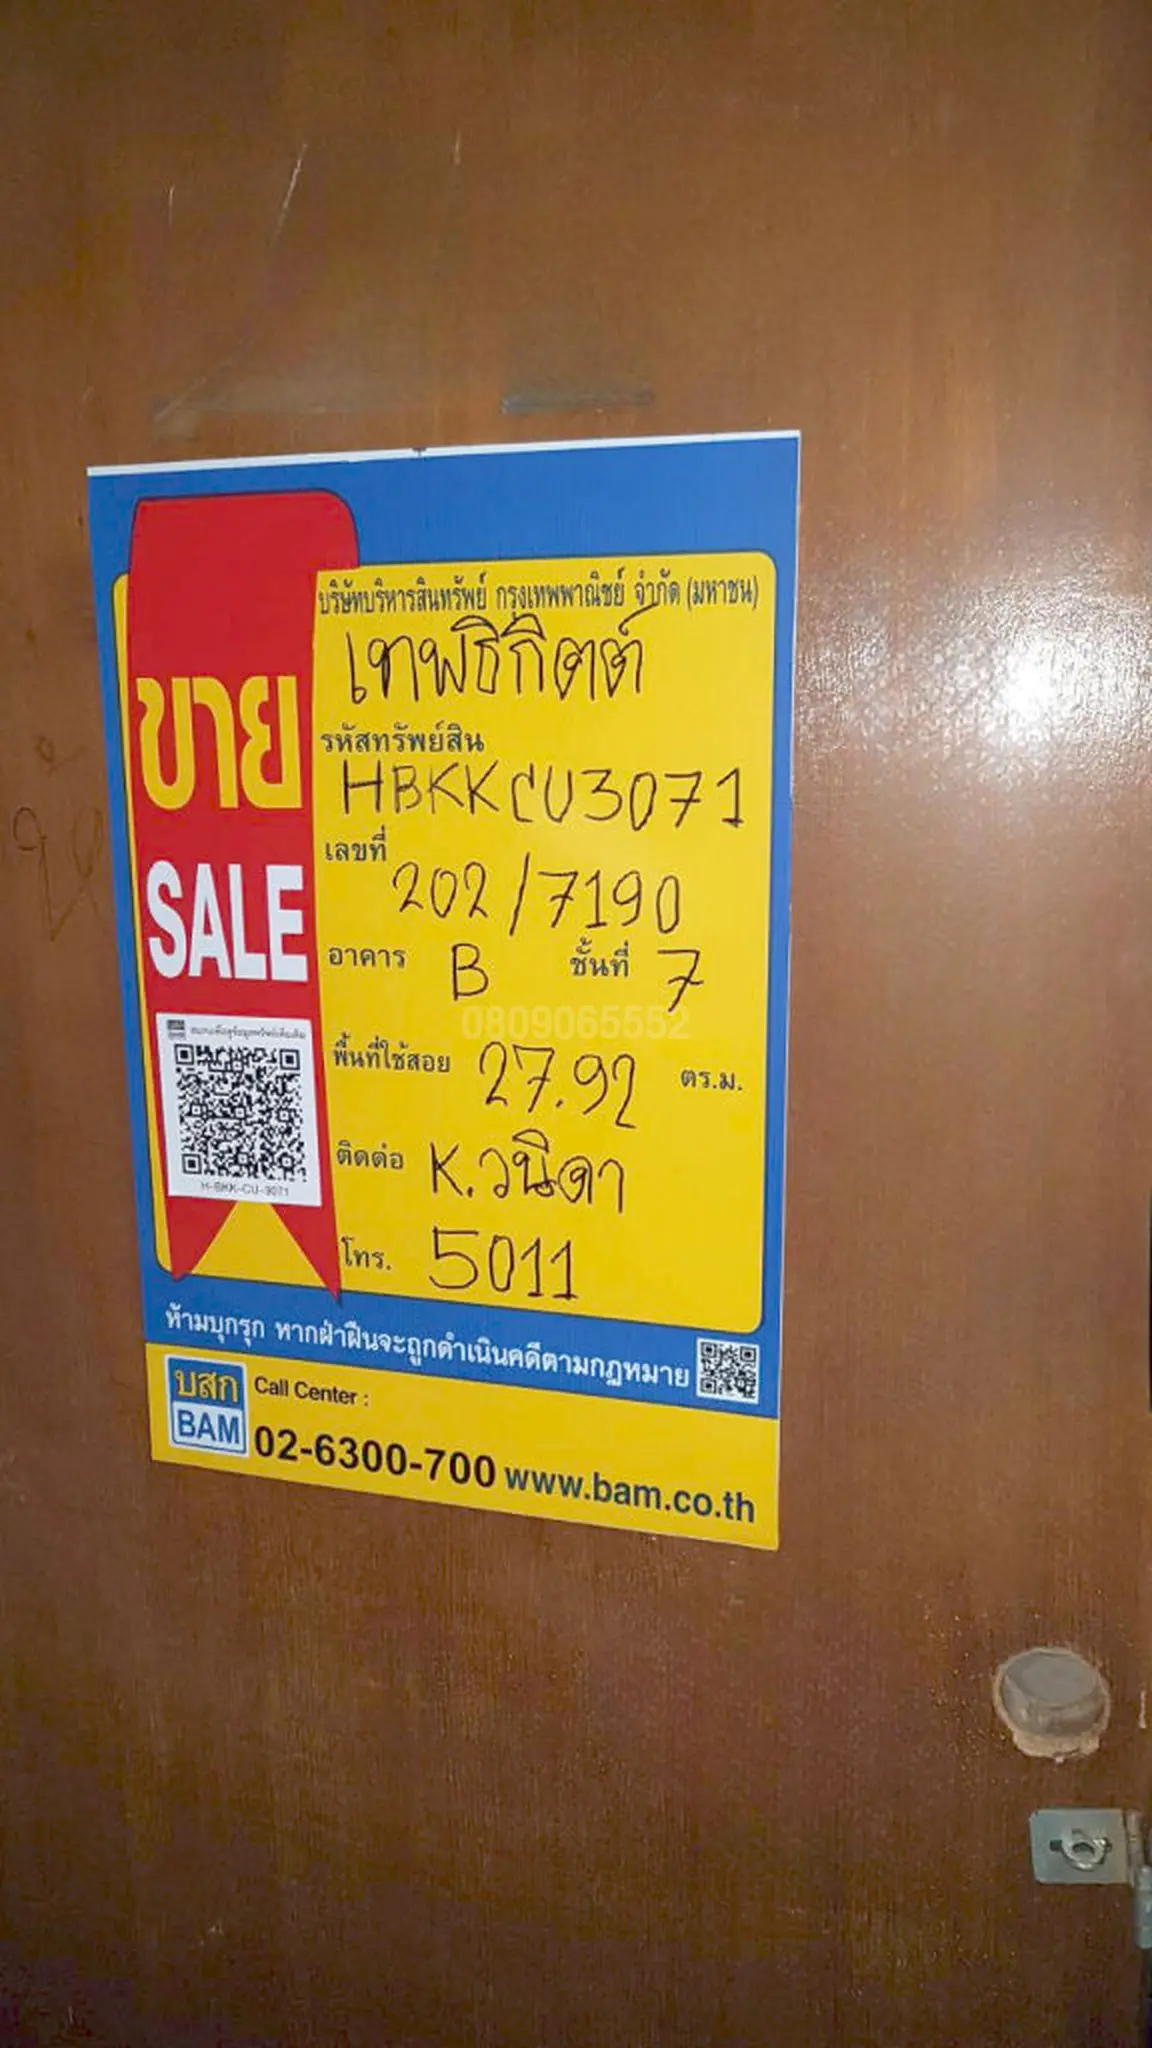 บริษัทบริหารสินทรัพย์ กรุงเทพพาณิชย์ จำกัด (มหาชน)
เทพธิกิตต์
ขาย
รหัสทรัพย์สิน
HBKKCU3071
SALE
เลขที่ 202/7190
อาคาร B ชั้นที่ 7
0809065552
พื้นที่ใช้สอย 27.92 ตร.ม.
ติดต่อ K.วนิดา
H-BKK-CU-3071
โทร. 5011
ห้ามบุกรุก หากฝ่าฝืนจะถูกดำเนินคดีตามกฎหมาย
บสก
BAM
Call Center :
02-6300-700 www.bam.co.th